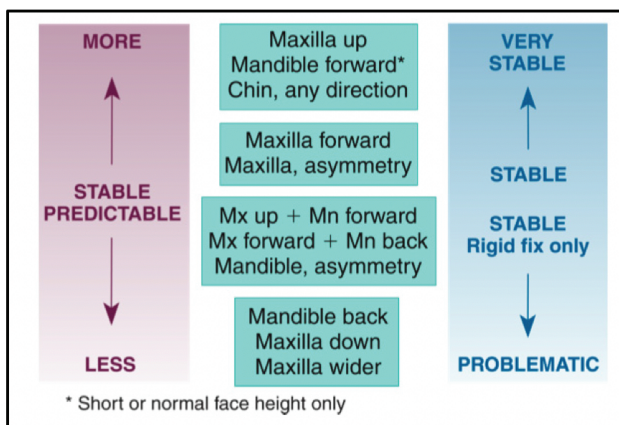 MORE
STABLE
PREDICTABLE
LESS
Maxilla up
Mandible forward*
Chin, any direction
Maxilla forward
Maxilla, asymmetry
Mx up + Mn forward
Mx forward + Mn back
Mandible, asymmetry
Mandible back
Maxilla down
Maxilla wider
VERY
STABLE
STABLE
STABLE
Rigid fix only
PROBLEMATIC
* Short or normal face height only